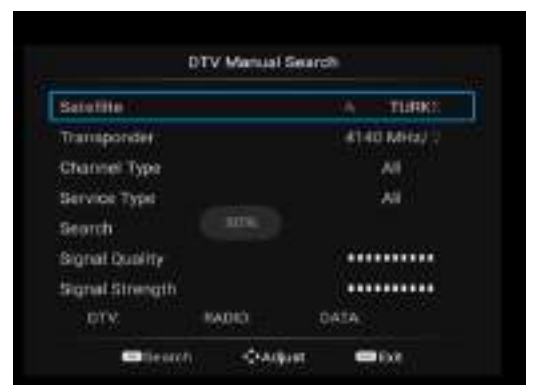 DTV Manual Search
Satellite A TURK
Transponder 4140 MHz/
Channel Type All
Service Type All
Search
Signal Quality
Signal Strength
DTV RADIO DATA
Search Adjust Exit